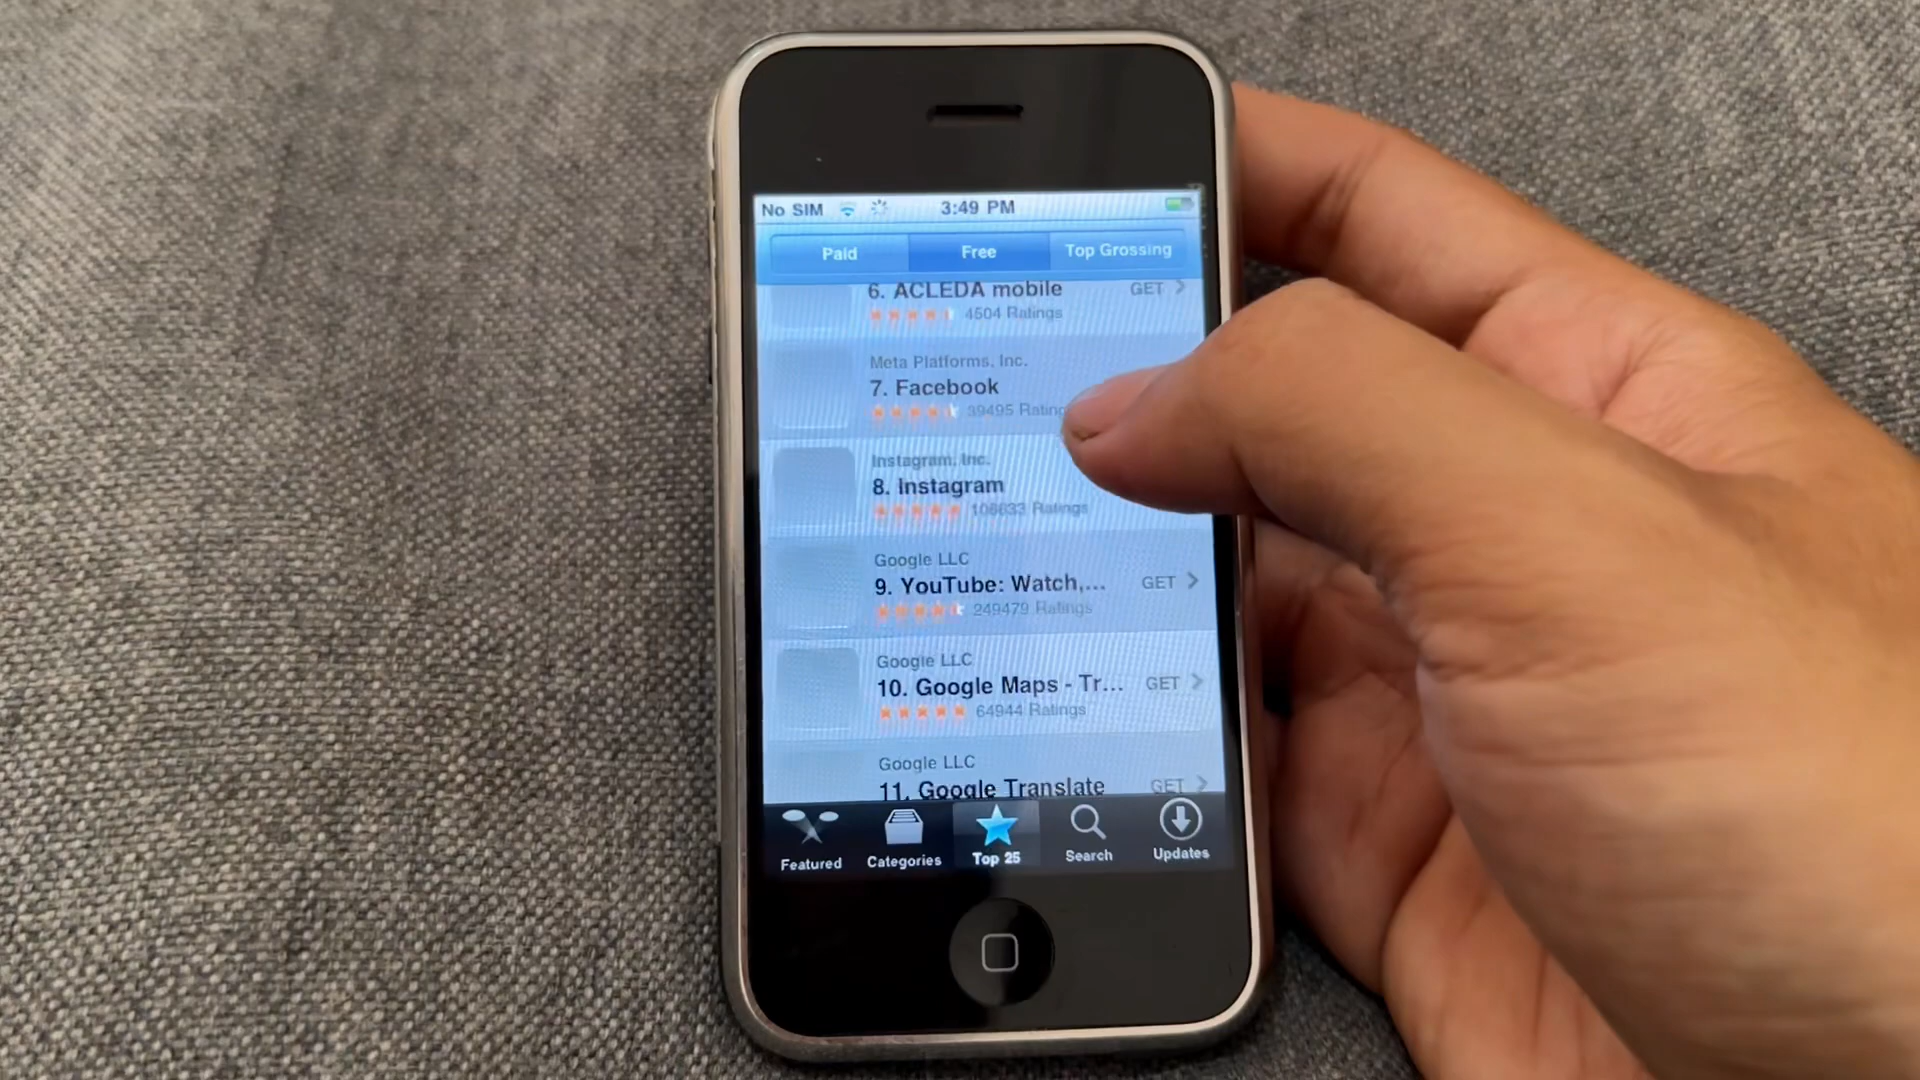 No SIM 3:49 PM
Paid Free Top Grossing
6. ACLEDA mobile GET
4504 Ratings
Meta Platforms, Inc.
7. Facebook
39495 Rating
Instagram, Inc.
8. Instagram
106633 Ratings
Google LLC
9. YouTube: Watch,... GET
249479 Ratings
Google LLC
10. Google Maps - Tr... GET
64944 Ratings
Google LLC
11. Google Translate GET
Featured Categories Top 25 Search Updates